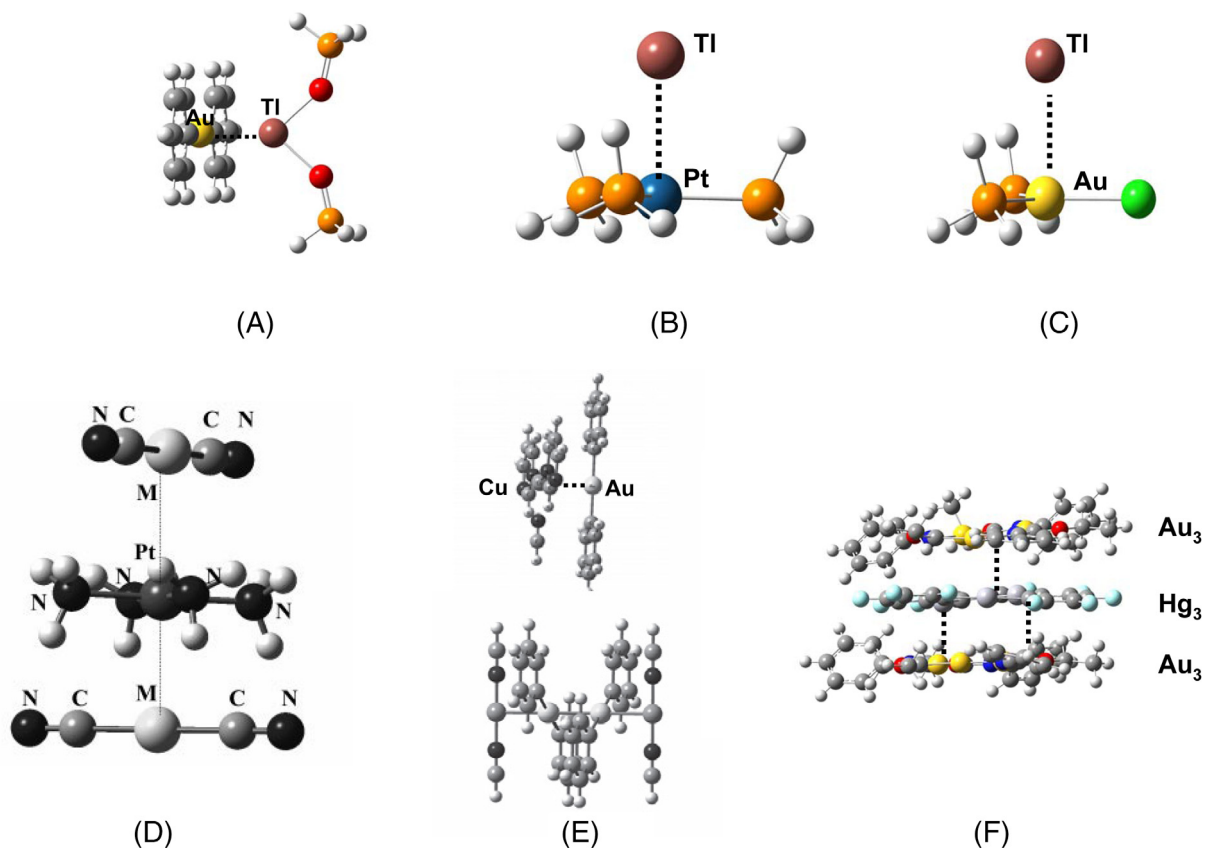 Au Tl
(A)
Tl
Pt
(B)
Tl
Au
(C)
N C C N
M
Pt
N N N N
N C M C N
(D)
Cu Au
(E)
Au3
Hg3
Au3
(F)